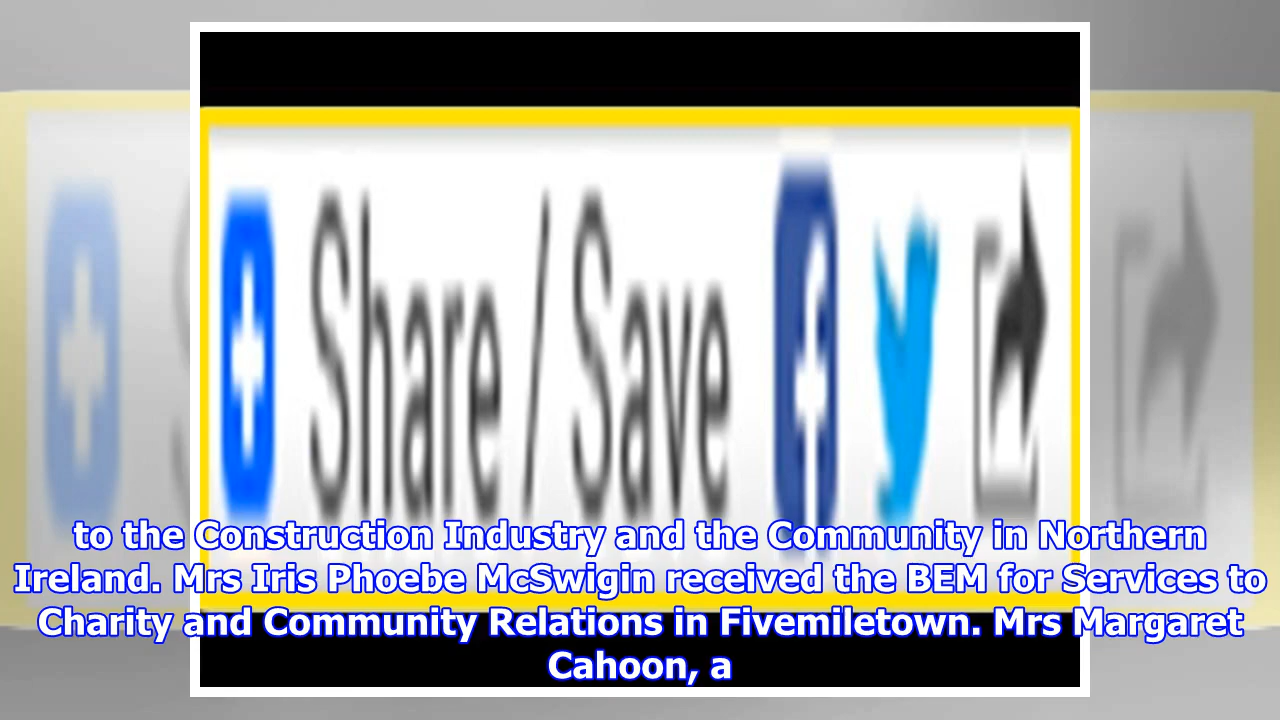 Share / Save
to the Construction Industry and the Community in Northern
Ireland. Mrs Iris Phoebe McSwigin received the BEM for Services to
Charity and Community Relations in Fivemiletown. Mrs Margaret
Cahoon, a